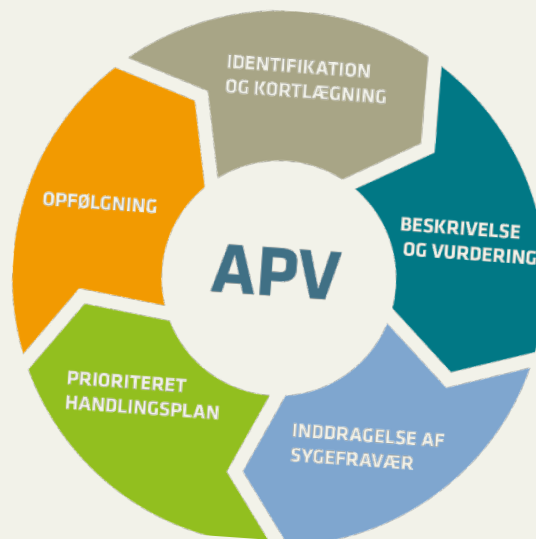 IDENTIFIKATION
OG KORTLÆGNING
BESKRIVELSE
OG VURDERING
INDDRAGELSE AF
SYGEFRAVÆR
PRIORITERET
HANDLINGSPLAN
OPFØLGNING
APV